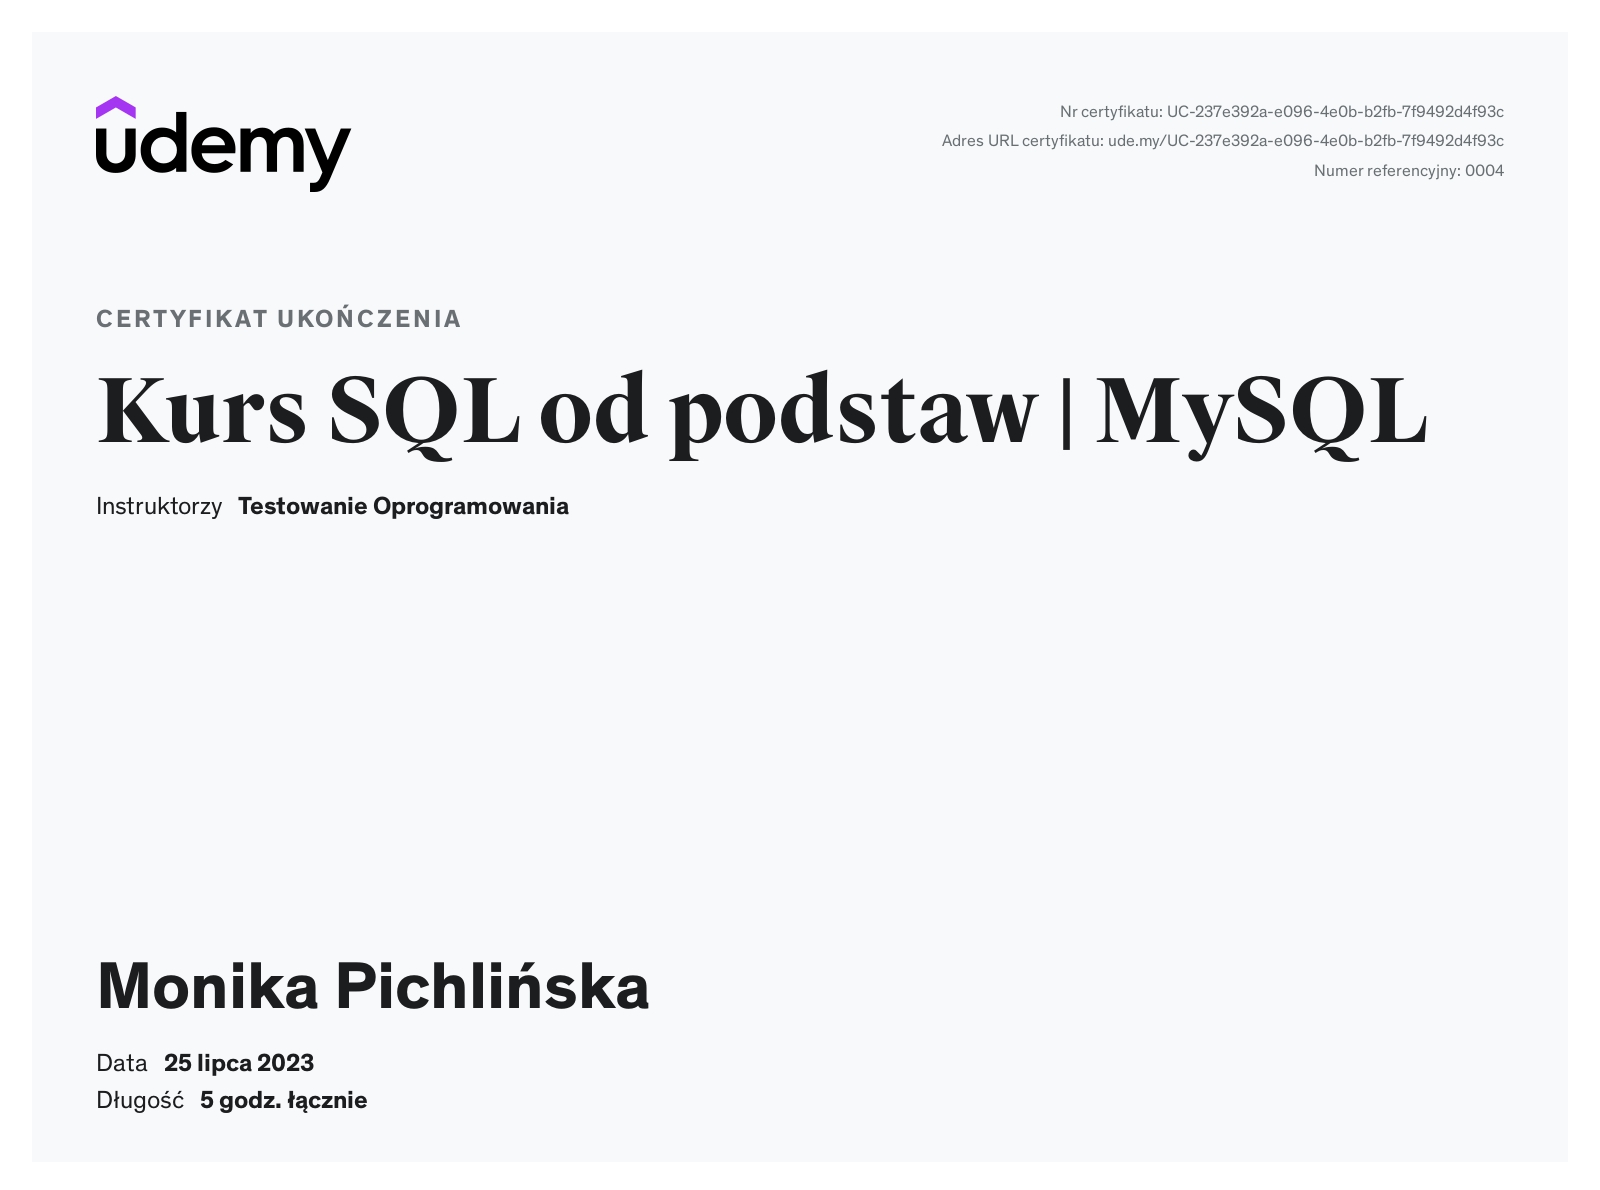 udemy
Nr certyfikatu: UC-237e392a-e096-4e0b-b2fb-7f9492d4f93c
Adres URL certyfikatu: ude.my/UC-237e392a-e096-4e0b-b2fb-7f9492d4f93c
Numer referencyjny: 0004
CERTYFIKAT UKOŃCZENIA
Kurs SQL od podstaw | MySQL
Instruktorzy Testowanie Oprogramowania
Monika Pichlińska
Data 25 lipca 2023
Długość 5 godz. łącznie